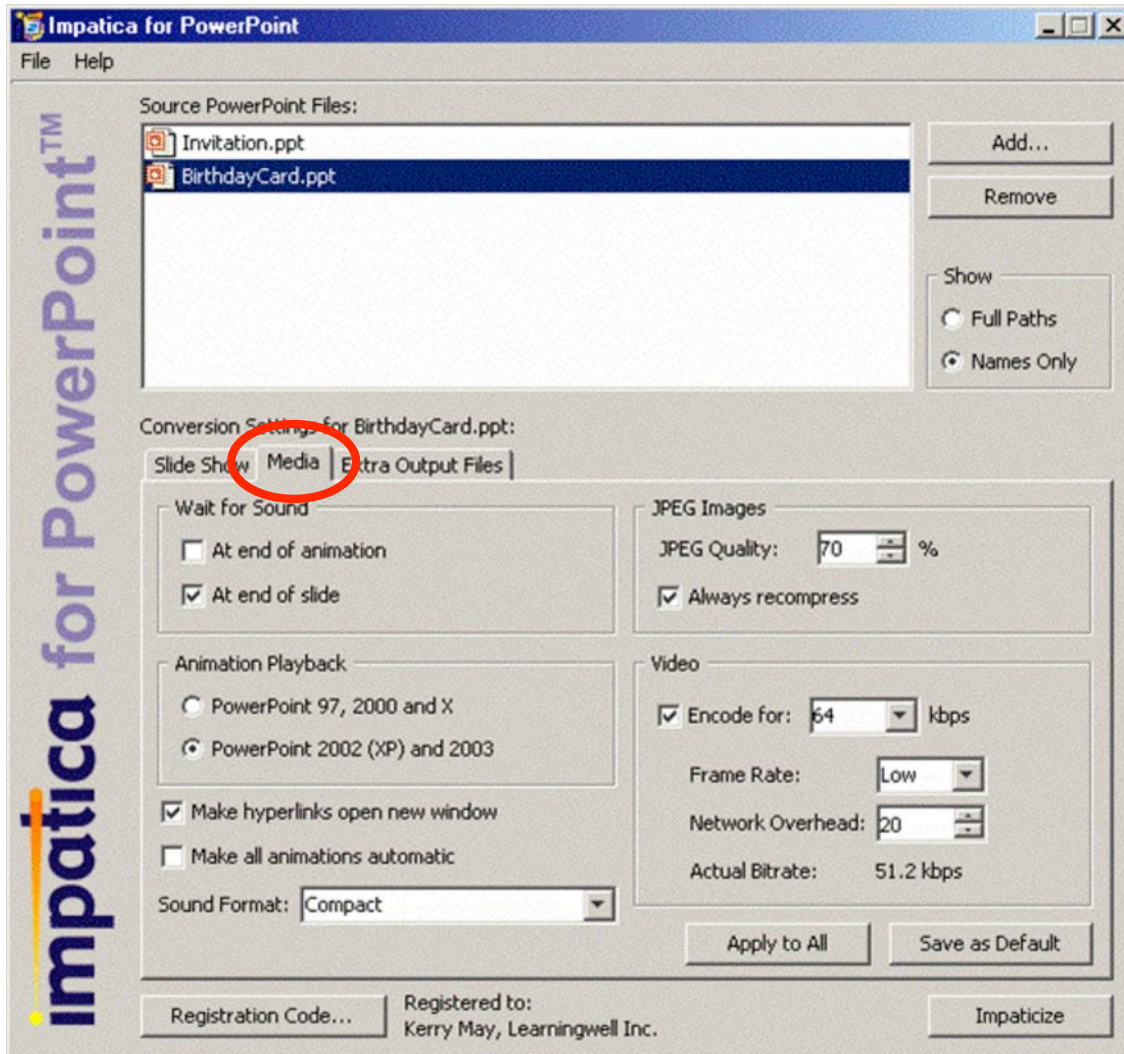 Impatica for PowerPoint
File Help
impatica for PowerPoint™
Source PowerPoint Files:
Invitation.ppt
BirthdayCard.ppt
Add...
Remove
Show
Full Paths
Names Only
Conversion Settings for BirthdayCard.ppt:
Slide Show Media Extra Output Files
Wait for Sound
At end of animation
At end of slide
Animation Playback
PowerPoint 97, 2000 and X
PowerPoint 2002 (XP) and 2003
Make hyperlinks open new window
Make all animations automatic
Sound Format: Compact
JPEG Images
JPEG Quality: 70 %
Always recompress
Video
Encode for: 64 kbps
Frame Rate: Low
Network Overhead: 20
Actual Bitrate: 51.2 kbps
Apply to All Save as Default
Registration Code...
Registered to:
Kerry May, Learningwell Inc.
Impaticize